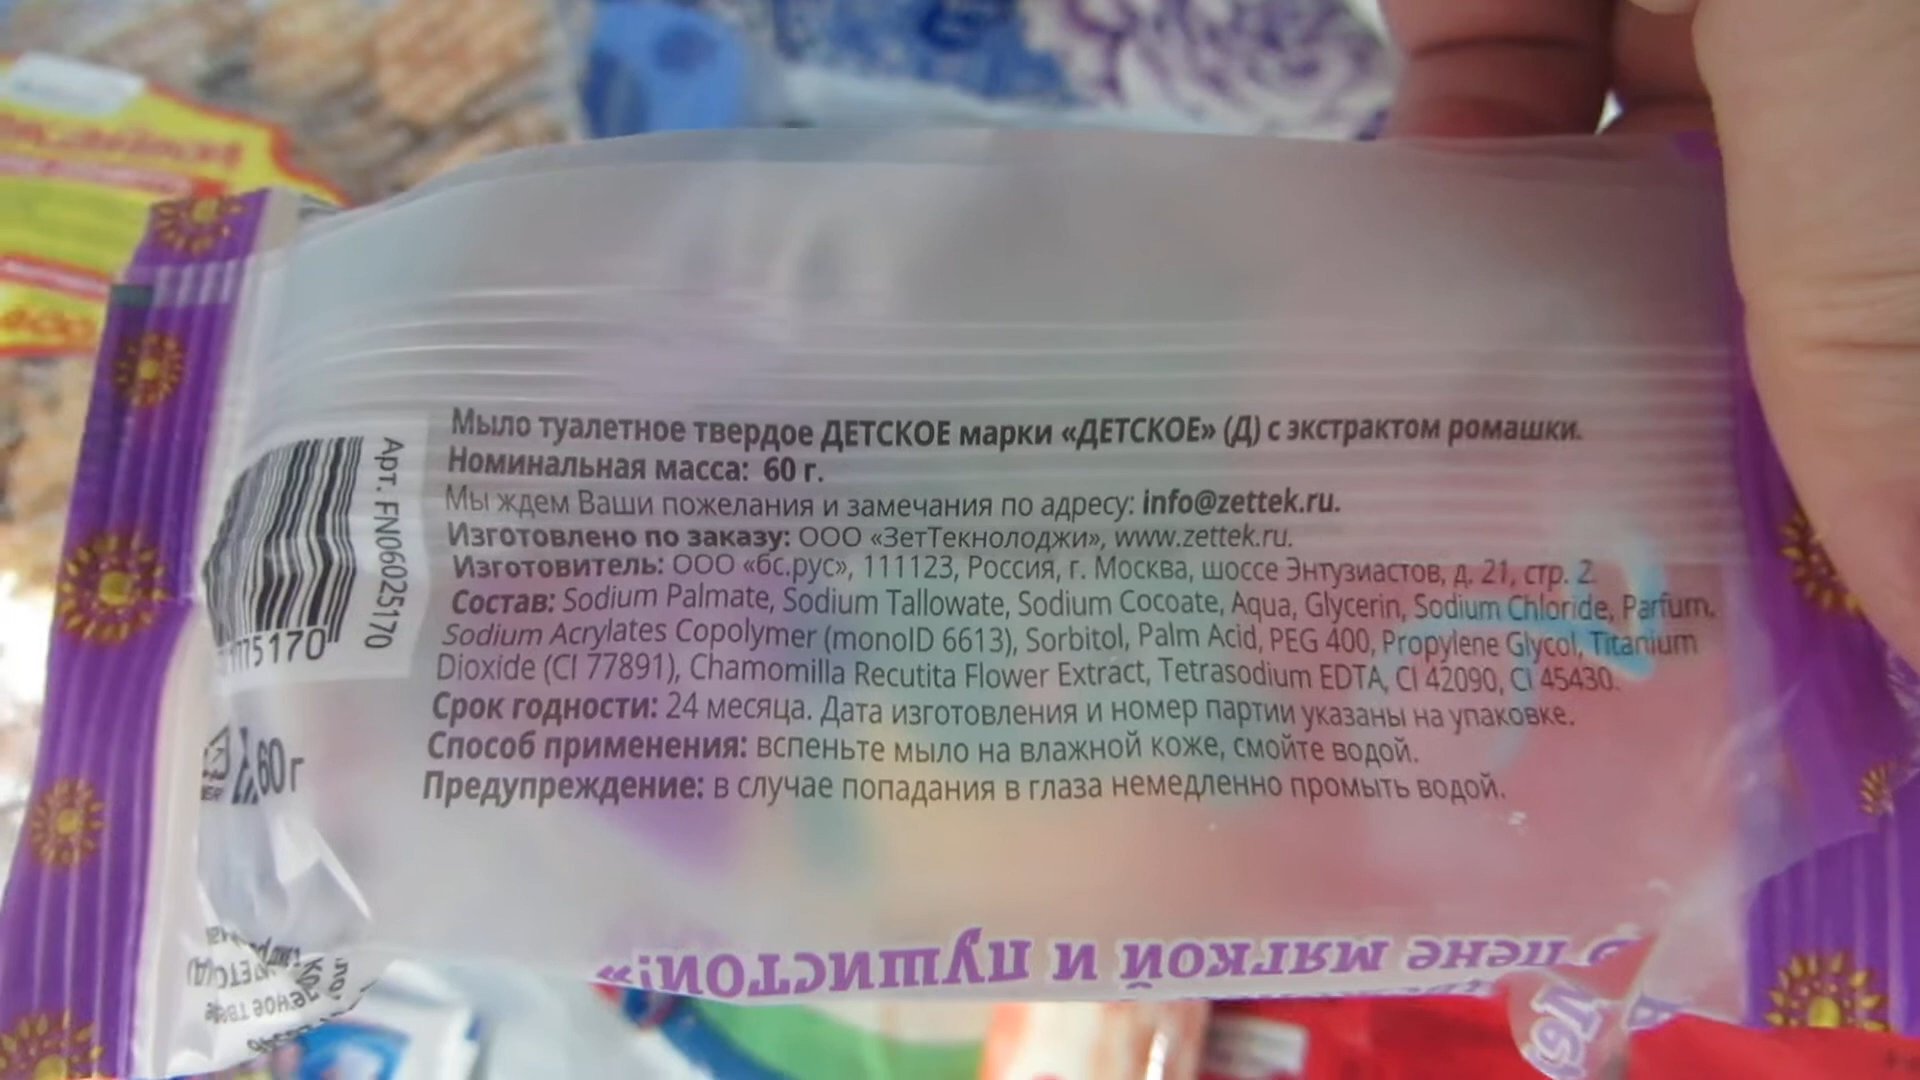 Мыло туалетное твердое ДЕТСКОЕ марки «ДЕТСКОЕ» (Д) с экстрактом ромашки.
Номинальная масса: 60 г.
Мы ждем Ваши пожелания и замечания по адресу: info@zettek.ru.
Изготовлено по заказу: ООО «ЗетТекнолоджи», www.zettek.ru.
Изготовитель: ООО «бс.рус», 111123, Россия, г. Москва, шоссе Энтузиастов, д. 21, стр. 2.
Состав: Sodium Palmate, Sodium Tallowate, Sodium Cocoate, Aqua, Glycerin, Sodium Chloride, Parfum,
Sodium Acrylates Copolymer (monoID 6613), Sorbitol, Palm Acid, PEG 400, Propylene Glycol, Titanium
Dioxide (CI 77891), Chamomilla Recutita Flower Extract, Tetrasodium EDTA, CI 42090, CI 45430.
Срок годности: 24 месяца. Дата изготовления и номер партии указаны на упаковке.
Способ применения: вспеньте мыло на влажной коже, смойте водой.
Предупреждение: в случае попадания в глаза немедленно промыть водой.
Арт. FN06025170
75170
60 г
пене мягкой и пушистой!»